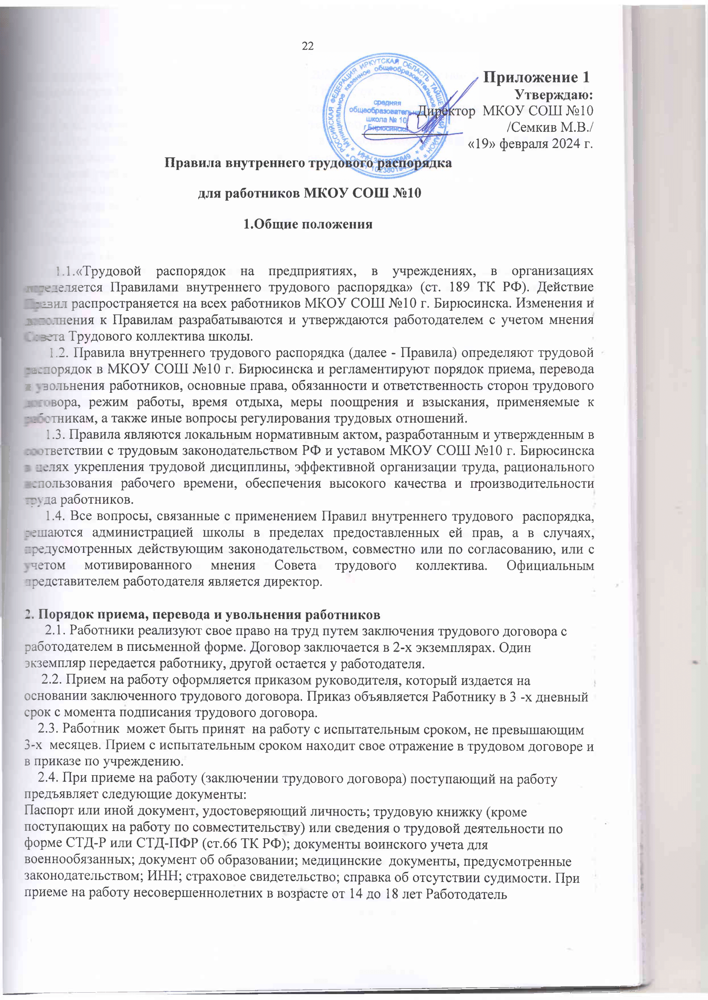 22
Приложение 1
Утверждаю:
Директор МКОУ СОШ №10
/Семкив М.В./
«19» февраля 2024 г.
РОССИЙСКАЯ ФЕДЕРАЦИЯ ИРКУТСКАЯ ОБЛАСТЬ
Муниципальное казенное общеобразовательное
средняя
общеобразовательная
школа № 10
г Бирюсинска
Правила внутреннего трудового распорядка
для работников МКОУ СОШ №10
1.Общие положения
1.1.«Трудовой распорядок на предприятиях, в учреждениях, в организациях
определяется Правилами внутреннего трудового распорядка» (ст. 189 ТК РФ). Действие
Правил распространяется на всех работников МКОУ СОШ №10 г. Бирюсинска. Изменения и
дополнения к Правилам разрабатываются и утверждаются работодателем с учетом мнения
Совета Трудового коллектива школы.
1.2. Правила внутреннего трудового распорядка (далее - Правила) определяют трудовой
распорядок в МКОУ СОШ №10 г. Бирюсинска и регламентируют порядок приема, перевода
и увольнения работников, основные права, обязанности и ответственность сторон трудового
договора, режим работы, время отдыха, меры поощрения и взыскания, применяемые к
работникам, а также иные вопросы регулирования трудовых отношений.
1.3. Правила являются локальным нормативным актом, разработанным и утвержденным в
соответствии с трудовым законодательством РФ и уставом МКОУ СОШ №10 г. Бирюсинска
в целях укрепления трудовой дисциплины, эффективной организации труда, рационального
использования рабочего времени, обеспечения высокого качества и производительности
труда работников.
1.4. Все вопросы, связанные с применением Правил внутреннего трудового распорядка,
решаются администрацией школы в пределах предоставленных ей прав, а в случаях,
предусмотренных действующим законодательством, совместно или по согласованию, или с
учетом мотивированного мнения Совета трудового коллектива. Официальным
представителем работодателя является директор.
2. Порядок приема, перевода и увольнения работников
2.1. Работники реализуют свое право на труд путем заключения трудового договора с
работодателем в письменной форме. Договор заключается в 2-х экземплярах. Один
экземпляр передается работнику, другой остается у работодателя.
2.2. Прием на работу оформляется приказом руководителя, который издается на
основании заключенного трудового договора. Приказ объявляется Работнику в 3 -х дневный
срок с момента подписания трудового договора.
2.3. Работник может быть принят на работу с испытательным сроком, не превышающим
3-х месяцев. Прием с испытательным сроком находит свое отражение в трудовом договоре и
в приказе по учреждению.
2.4. При приеме на работу (заключении трудового договора) поступающий на работу
предъявляет следующие документы:
Паспорт или иной документ, удостоверяющий личность; трудовую книжку (кроме
поступающих на работу по совместительству) или сведения о трудовой деятельности по
форме СТД-Р или СТД-ПФР (ст.66 ТК РФ); документы воинского учета для
военнообязанных; документ об образовании; медицинские документы, предусмотренные
законодательством; ИНН; страховое свидетельство; справка об отсутствии судимости. При
приеме на работу несовершеннолетних в возрасте от 14 до 18 лет Работодатель